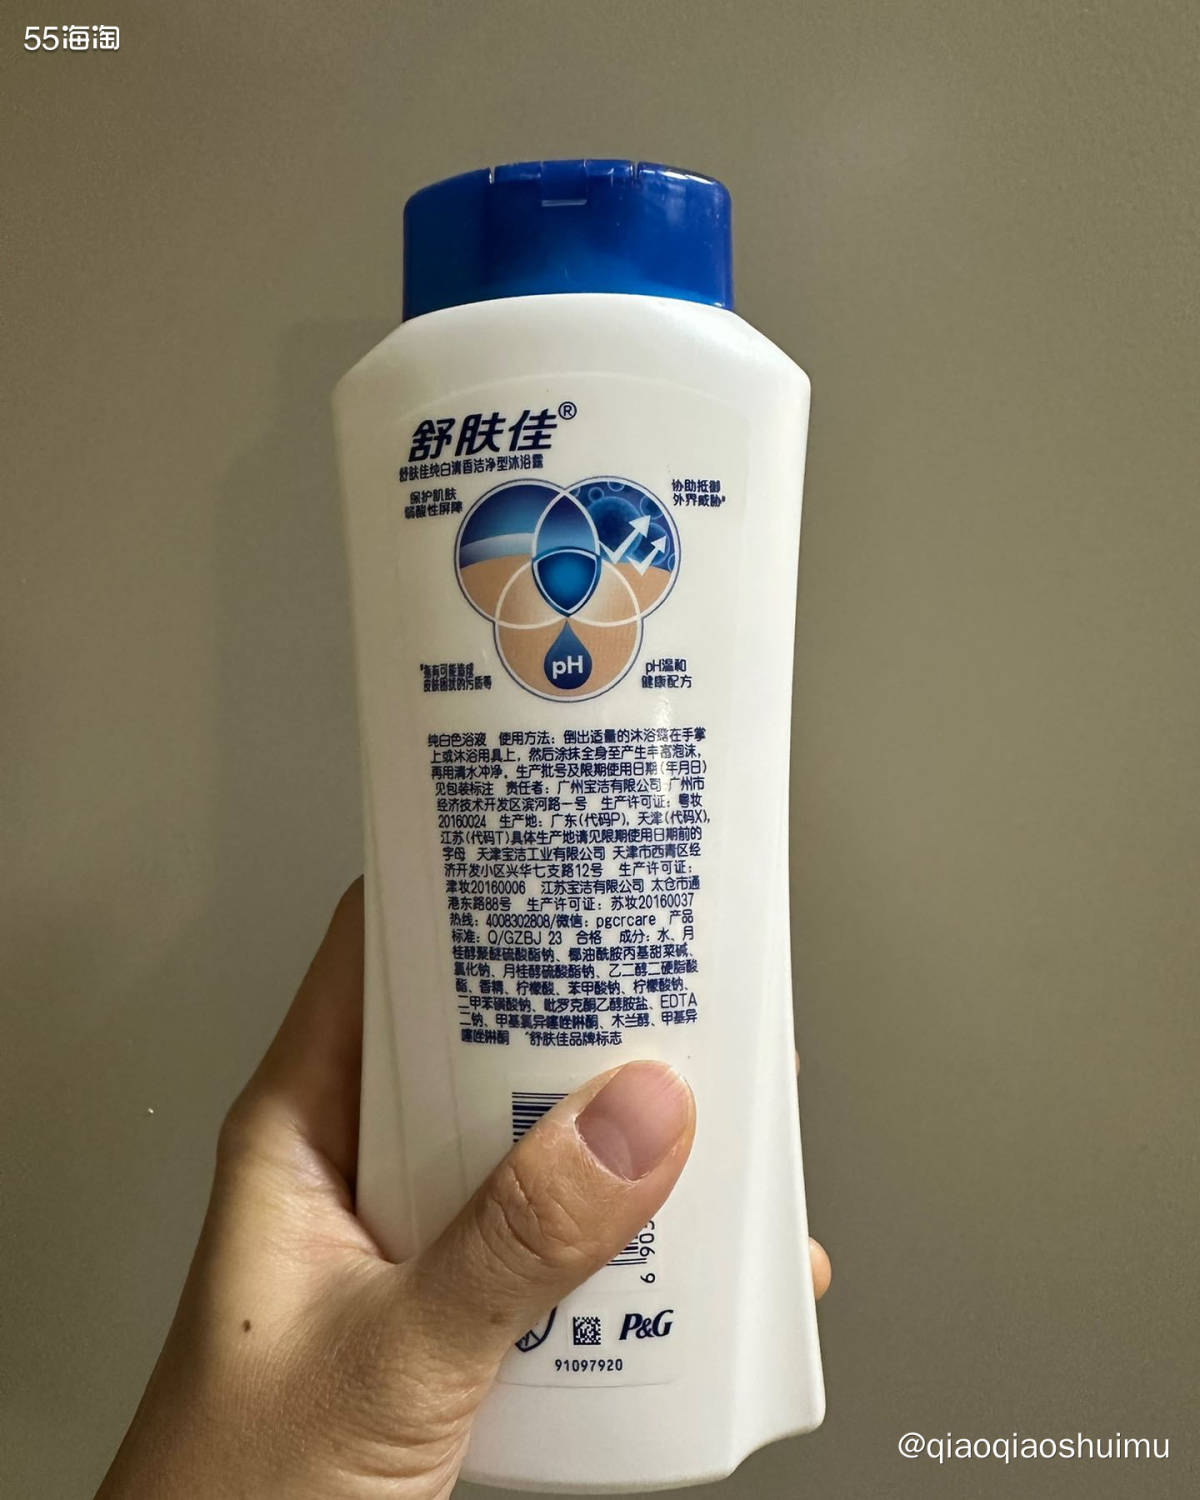 55海淘
舒肤佳®
舒肤佳纯白清香洁净型沐浴露
保护肌肤
弱酸性屏障
协助抵御
外界威胁#
pH
#指有可能造成
皮肤困扰的污质等
pH温和
健康配方
纯白色浴液 使用方法：倒出适量的沐浴露在手掌
上或沐浴用具上，然后涂抹全身至产生丰富泡沫，
再用清水冲净。生产批号及限期使用日期(年月日)
见包装标注 责任者：广州宝洁有限公司 广州市
经济技术开发区滨河路一号 生产许可证：粤妆
20160024 生产地：广东(代码P)，天津(代码X)，
江苏(代码T)具体生产地请见限期使用日期前的
字母 天津宝洁工业有限公司 天津市西青区经
济开发小区兴华七支路12号 生产许可证：
津妆20160006 江苏宝洁有限公司 太仓市通
港东路88号 生产许可证：苏妆20160037
热线：4008302808/微信：pgcrcare 产品
标准：Q/GZBJ 23 合格 成分：水、月
桂醇聚醚硫酸酯钠、椰油酰胺丙基甜菜碱、
氯化钠、月桂醇硫酸酯钠、乙二醇二硬脂酸
酯、香精、柠檬酸、苯甲酸钠、柠檬酸钠、
二甲苯磺酸钠、吡罗克酮乙醇胺盐、EDTA
二钠、甲基氯异噻唑啉酮、木兰醇、甲基异
噻唑啉酮 ^舒肤佳品牌标志
6 903
P&G
91097920
@qiaoqiaoshuimu